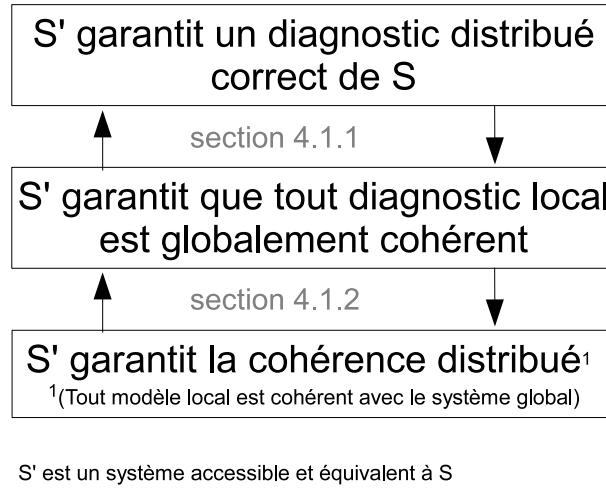 S' garantit un diagnostic distribué
correct de S
section 4.1.1
S' garantit que tout diagnostic local
est globalement cohérent
section 4.1.2
S' garantit la cohérence distribué¹
¹(Tout modèle local est cohérent avec le système global)
S' est un système accessible et équivalent à S